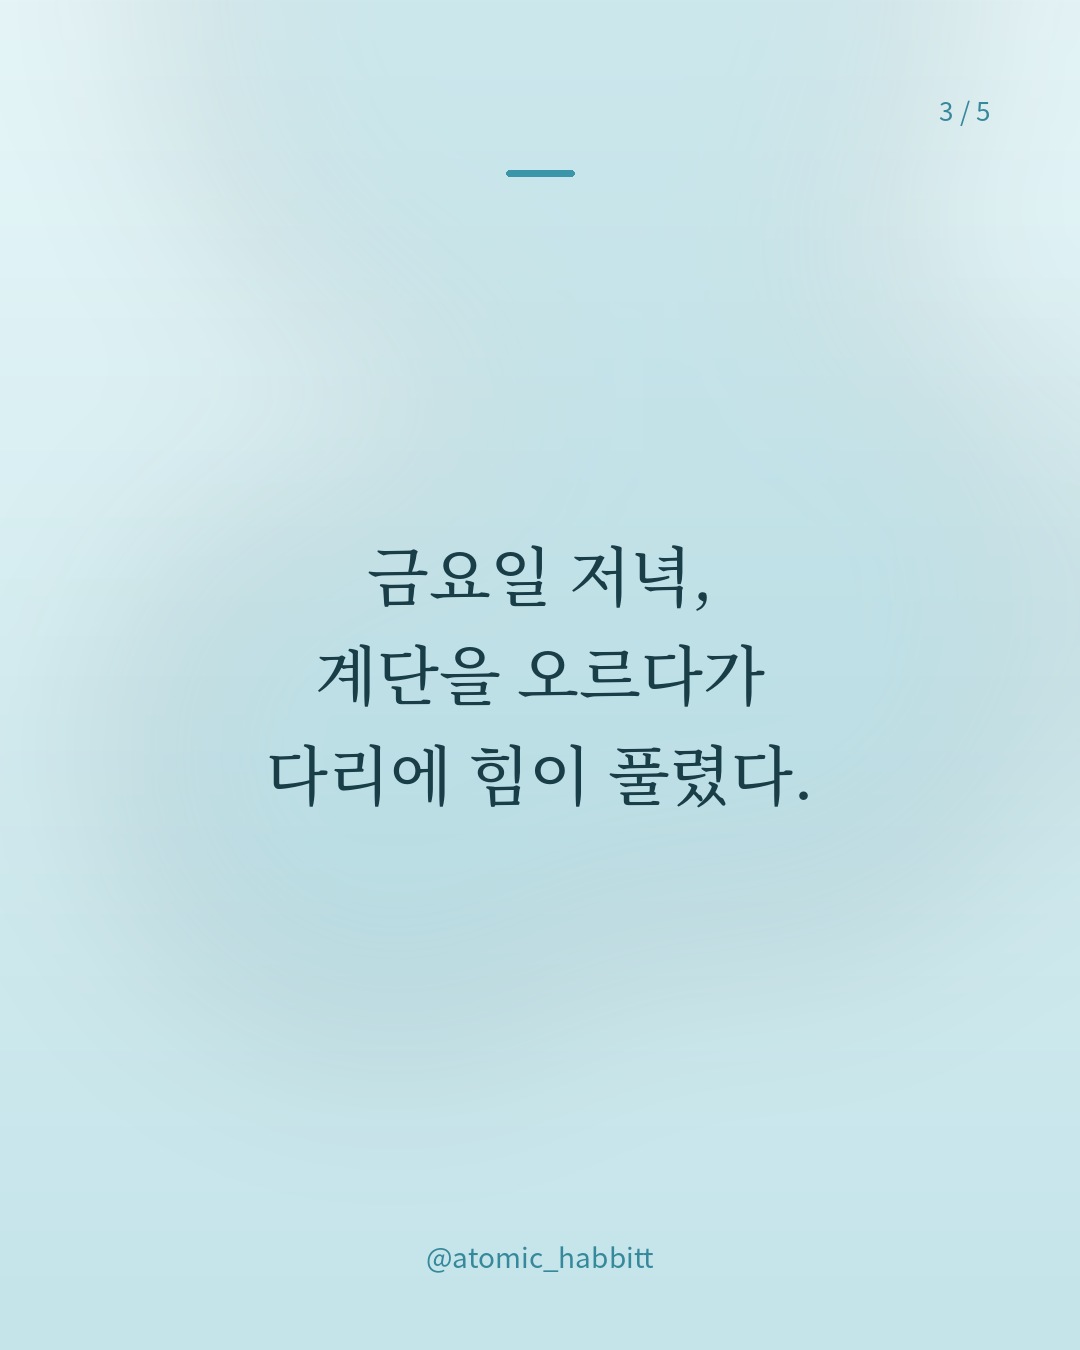 3 / 5
금요일 저녁,
계단을 오르다가
다리에 힘이 풀렸다.
@atomic_habbitt